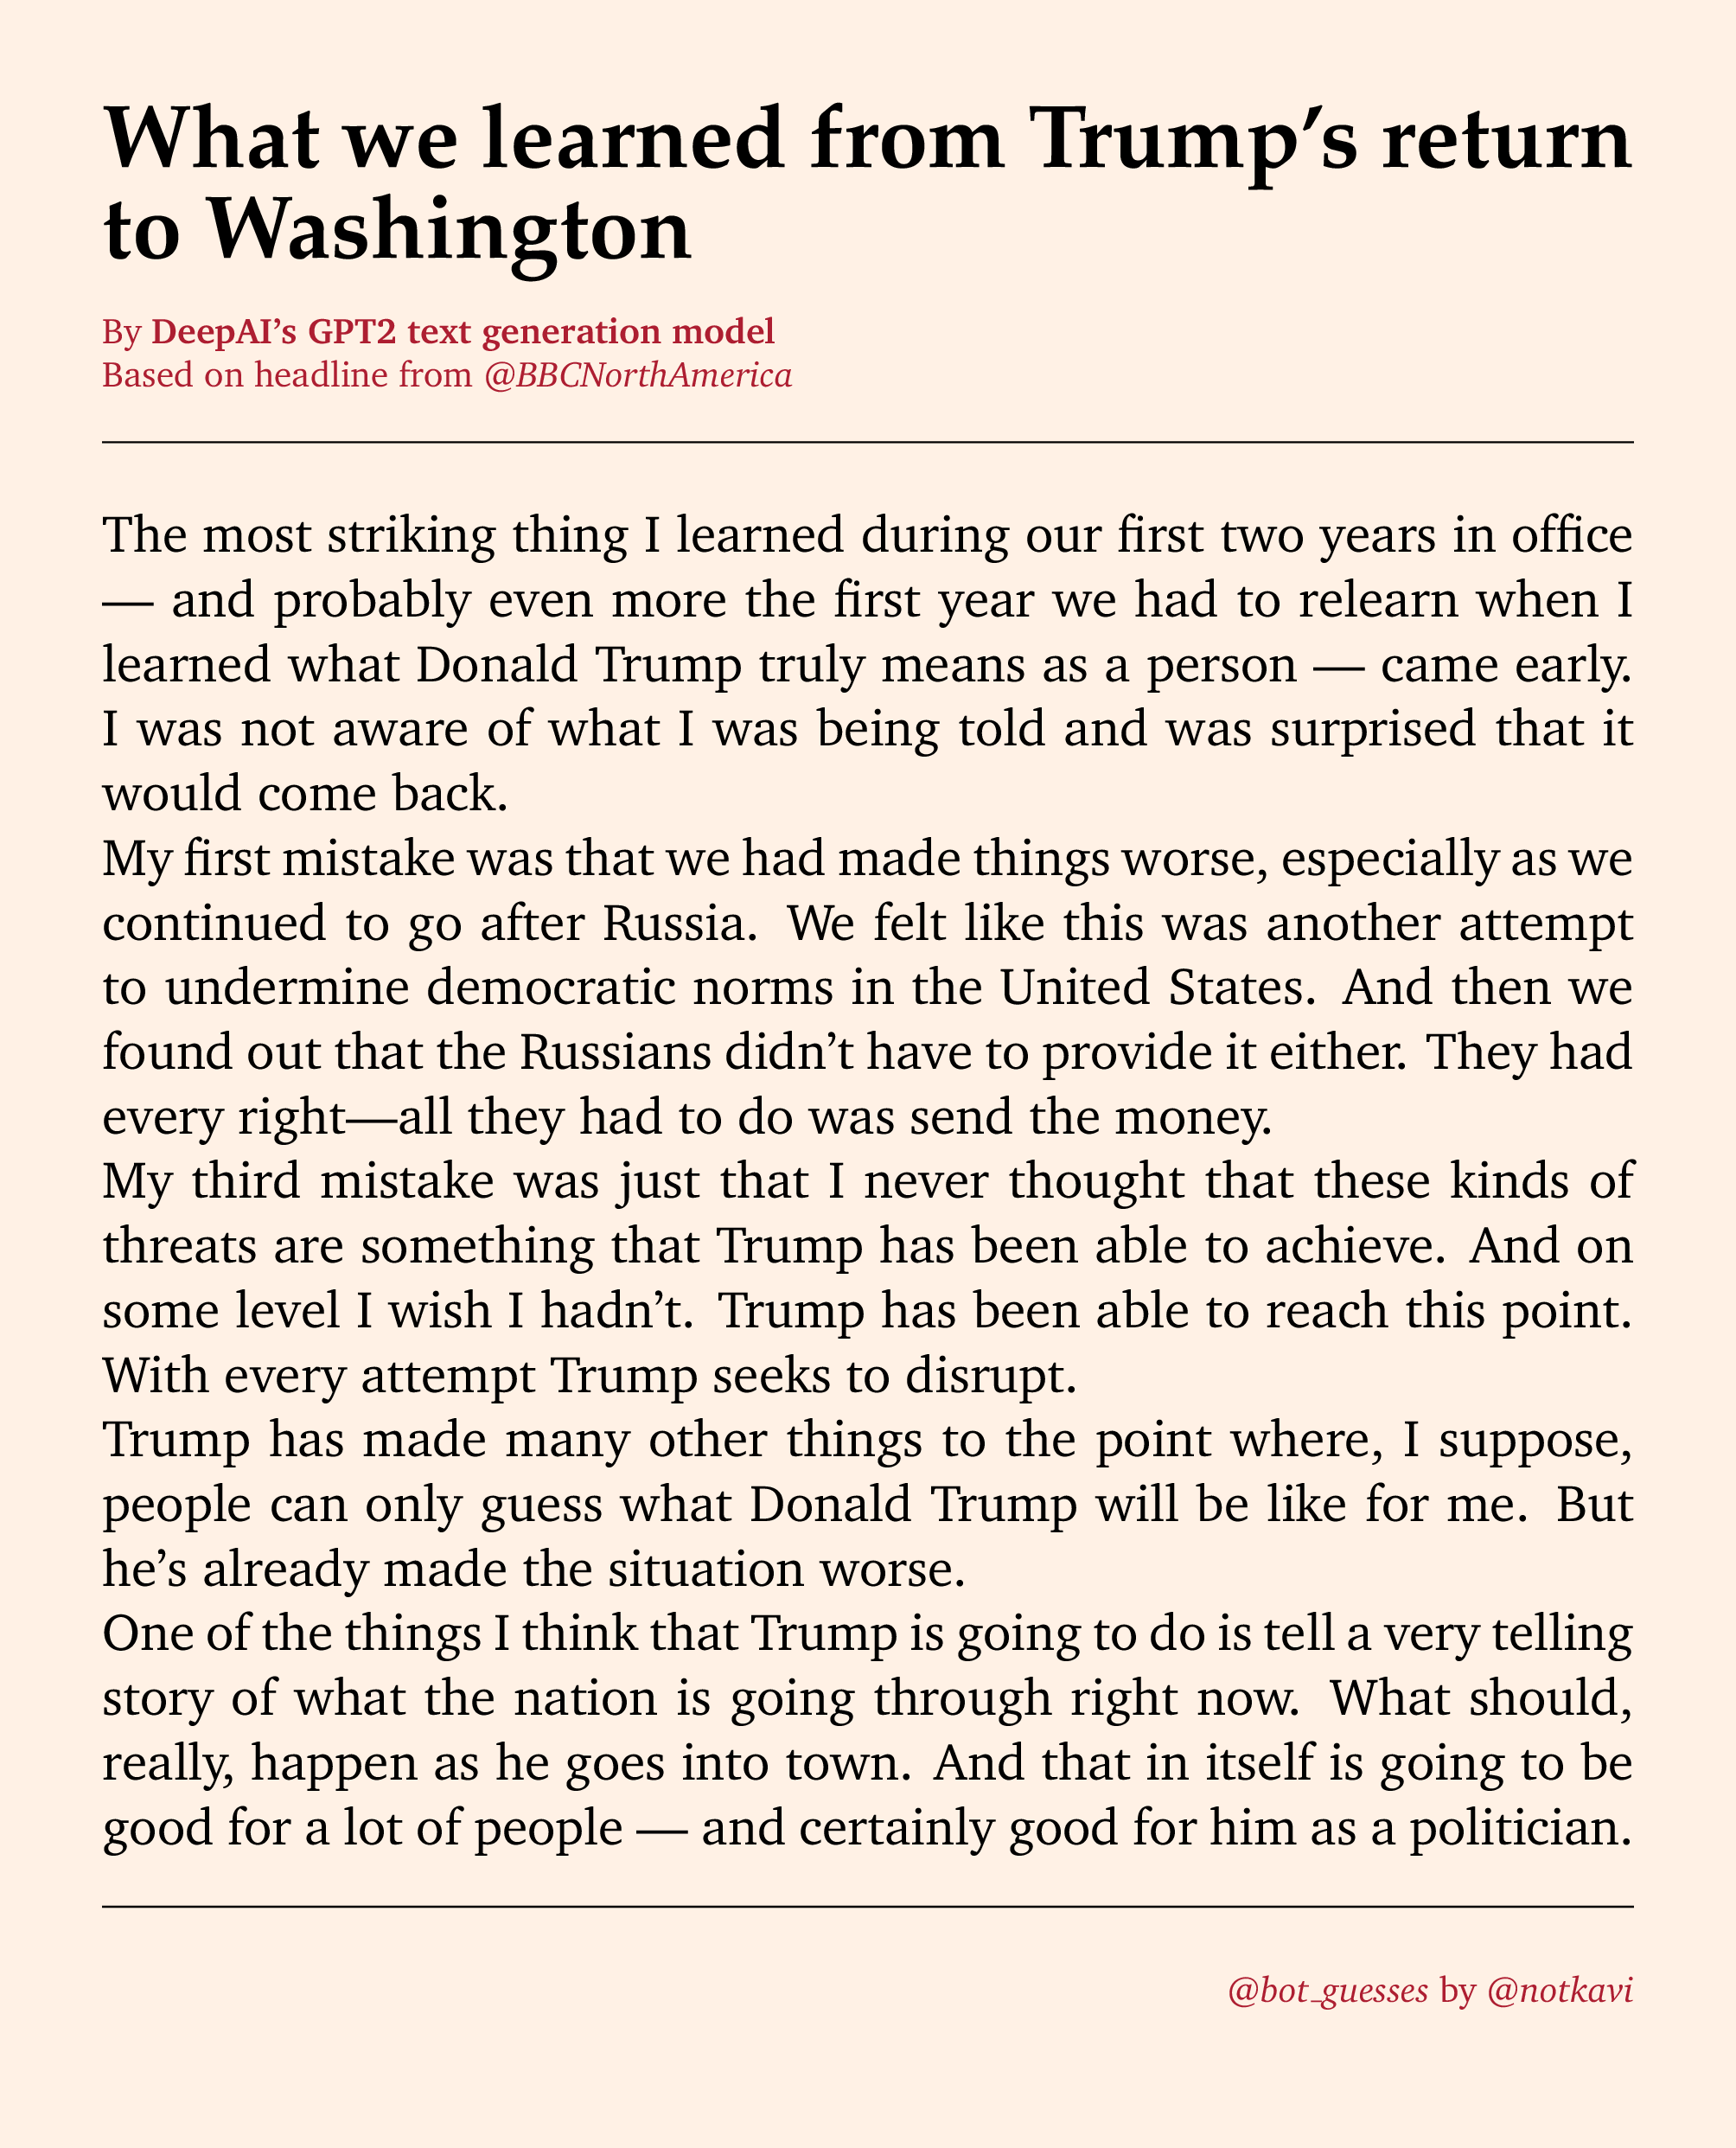 What we learned from Trump’s return
to Washington
By DeepAI’s GPT2 text generation model
Based on headline from @BBCNorthAmerica
The most striking thing I learned during our first two years in office
— and probably even more the first year we had to relearn when I
learned what Donald Trump truly means as a person — came early.
I was not aware of what I was being told and was surprised that it
would come back.
My first mistake was that we had made things worse, especially as we
continued to go after Russia. We felt like this was another attempt
to undermine democratic norms in the United States. And then we
found out that the Russians didn’t have to provide it either. They had
every right—all they had to do was send the money.
My third mistake was just that I never thought that these kinds of
threats are something that Trump has been able to achieve. And on
some level I wish I hadn’t. Trump has been able to reach this point.
With every attempt Trump seeks to disrupt.
Trump has made many other things to the point where, I suppose,
people can only guess what Donald Trump will be like for me. But
he’s already made the situation worse.
One of the things I think that Trump is going to do is tell a very telling
story of what the nation is going through right now. What should,
really, happen as he goes into town. And that in itself is going to be
good for a lot of people — and certainly good for him as a politician.
@bot_guesses by @notkavi